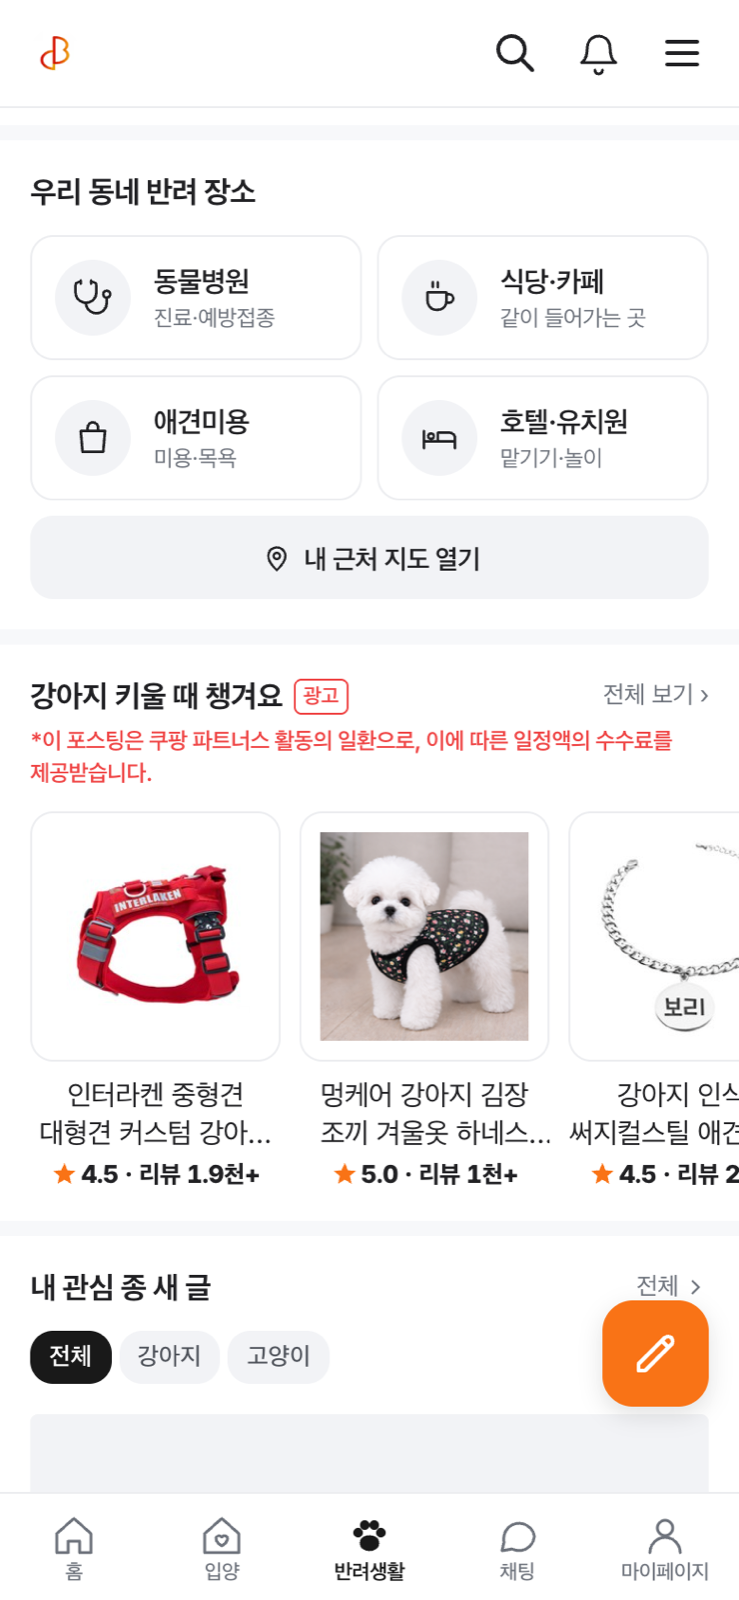 우리 동네 반려 장소
동물병원
진료·예방접종
식당·카페
같이 들어가는 곳
애견미용
미용·목욕
호텔·유치원
맡기기·놀이
내 근처 지도 열기
강아지 키울 때 챙겨요 광고
전체 보기 ›
*이 포스팅은 쿠팡 파트너스 활동의 일환으로, 이에 따른 일정액의 수수료를
제공받습니다.
INTERLAKEN
보리
인터라켄 중형견
대형견 커스텀 강아...
★ 4.5 · 리뷰 1.9천+
멍케어 강아지 김장
조끼 겨울옷 하네스...
★ 5.0 · 리뷰 1천+
강아지 인식
써지컬스틸 애견
★ 4.5 · 리뷰 2
내 관심 종 새 글
전체 ›
전체
강아지
고양이
홈
입양
반려생활
채팅
마이페이지